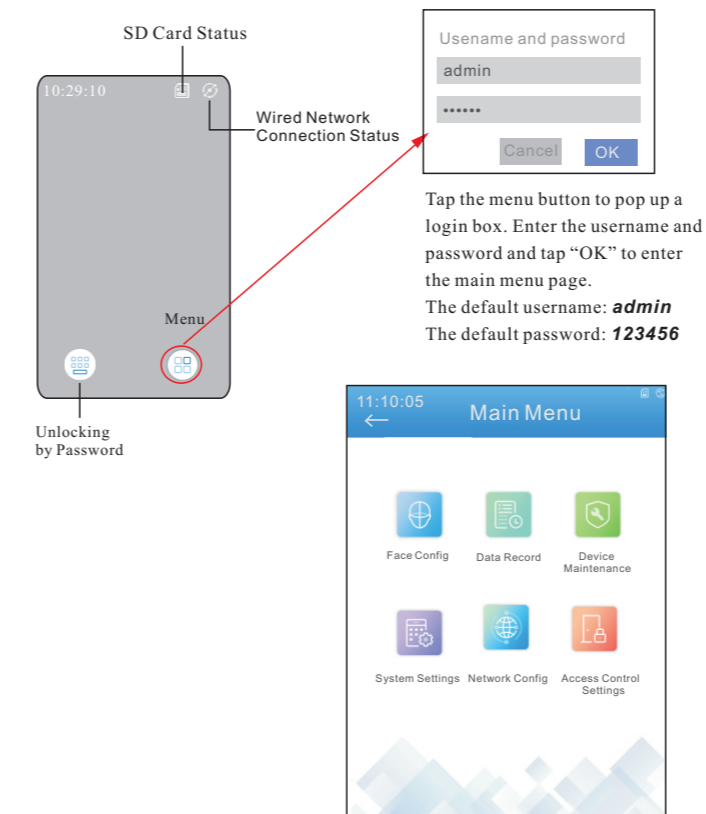 SD Card Status
10:29:10
Wired Network
Connection Status
Menu
Unlocking
by Password
Usename and password
admin
••••••
Cancel
OK
Tap the menu button to pop up a
login box. Enter the username and
password and tap “OK” to enter
the main menu page.
The default username: admin
The default password: 123456
11:10:05
Main Menu
Face Config
Data Record
Device
Maintenance
System Settings
Network Config
Access Control
Settings